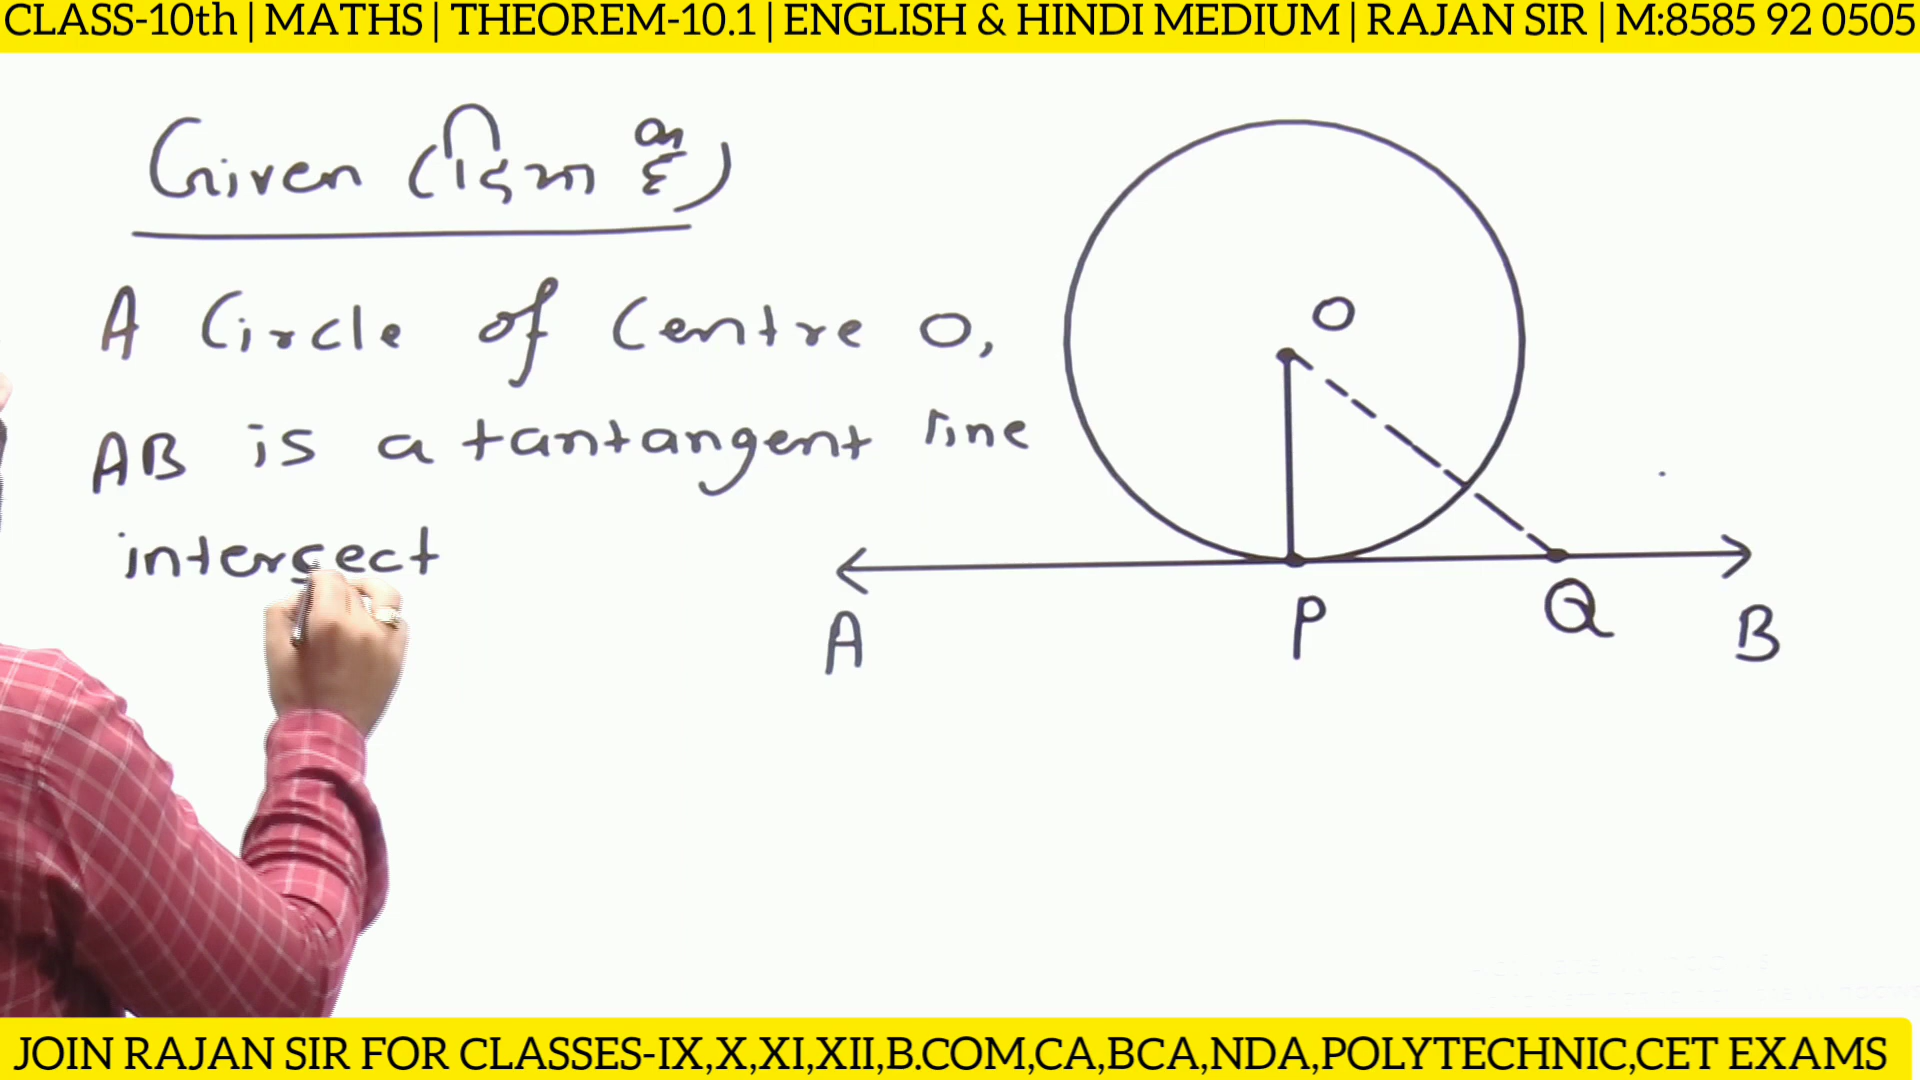 CLASS-10th | MATHS | THEOREM-10.1 | ENGLISH & HINDI MEDIUM | RAJAN SIR | M:8585 92 0505
Given (
A Circle of Centre O,
AB is a tantangent line
intersect
O
A
P
Q
B
JOIN RAJAN SIR FOR CLASSES-IX,X,XI,XII,B.COM,CA,BCA,NDA,POLYTECHNIC,CET EXAMS